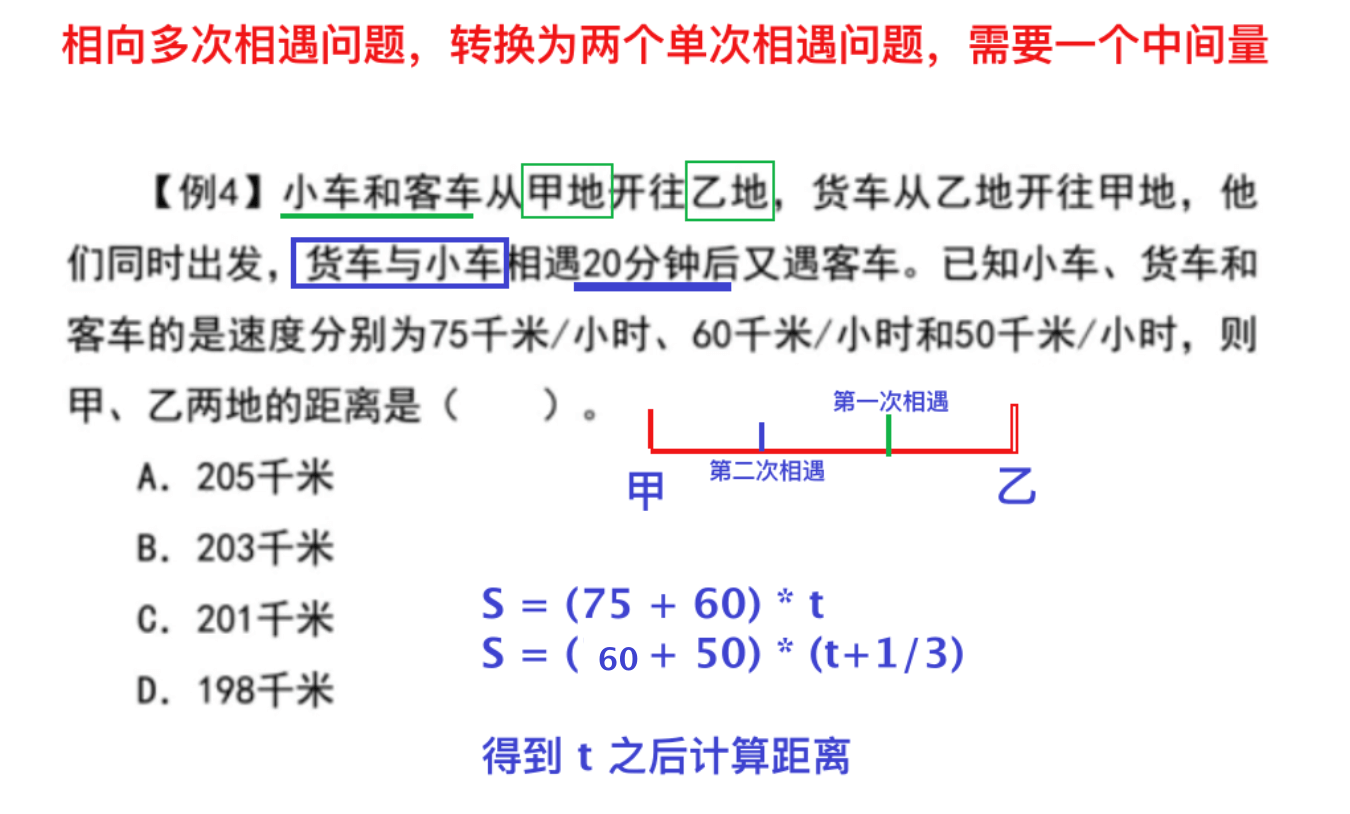 相向多次相遇问题，转换为两个单次相遇问题，需要一个中间量
【例4】小车和客车从甲地开往乙地，货车从乙地开往甲地，他
们同时出发，货车与小车相遇20分钟后又遇客车。已知小车、货车和
客车的是速度分别为75千米/小时、60千米/小时和50千米/小时，则
甲、乙两地的距离是（　　）。
第一次相遇
第二次相遇
甲
乙
A. 205千米
B. 203千米
C. 201千米
D. 198千米
S = (75 + 60) * t
S = ( 60 + 50) * (t+1/3)
得到 t 之后计算距离